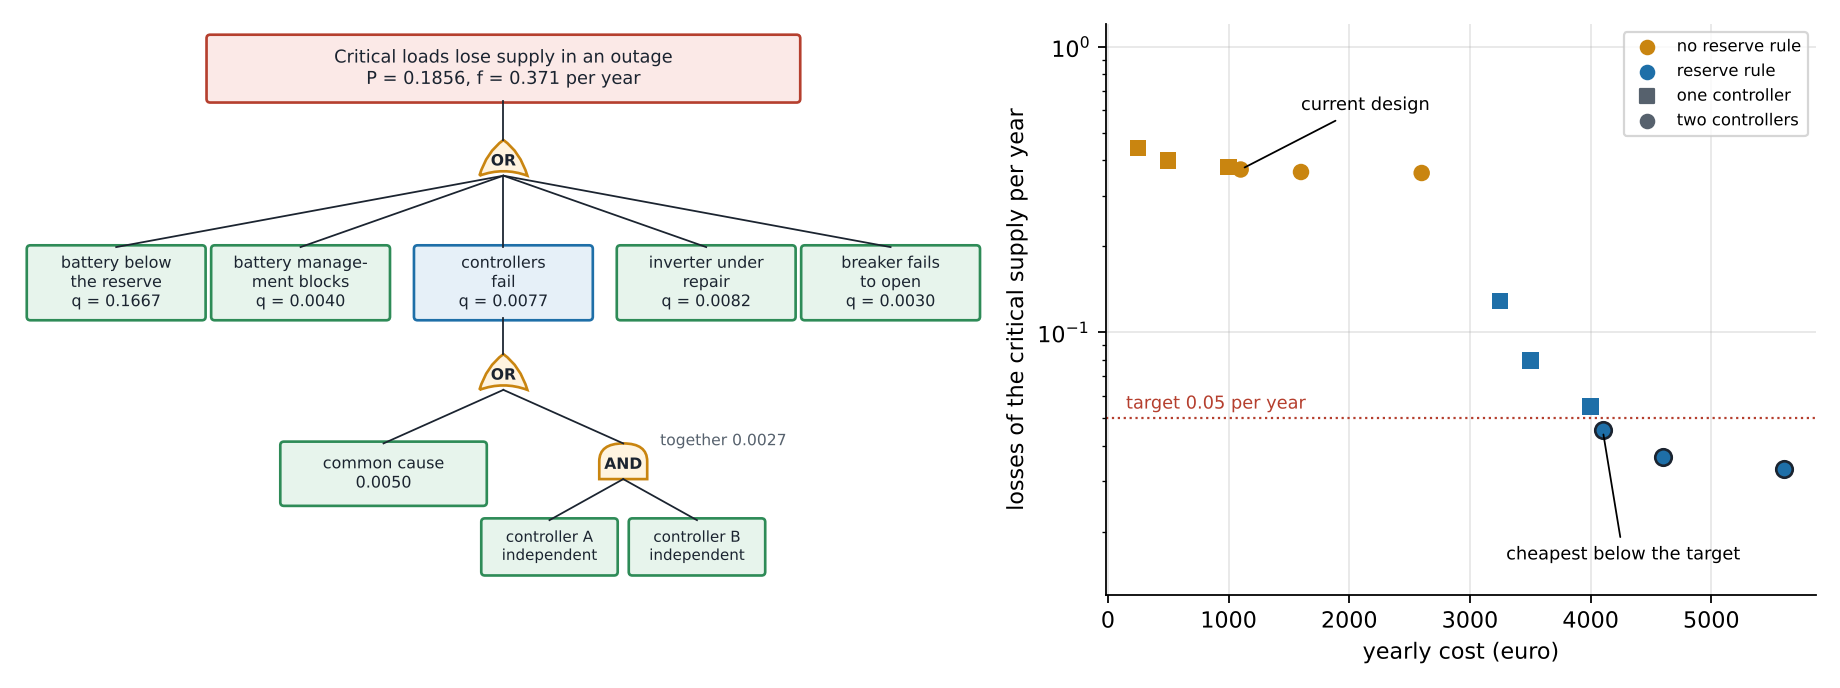 Critical loads lose supply in an outage
P = 0.1856, f = 0.371 per year
OR
battery below
the reserve
q = 0.1667
battery manage-
ment blocks
q = 0.0040
controllers
fail
q = 0.0077
inverter under
repair
q = 0.0082
breaker fails
to open
q = 0.0030
OR
common cause
0.0050
AND
together 0.0027
controller A
independent
controller B
independent
losses of the critical supply per year
10^0
10^-1
no reserve rule
reserve rule
one controller
two controllers
current design
target 0.05 per year
cheapest below the target
0 1000 2000 3000 4000 5000
yearly cost (euro)